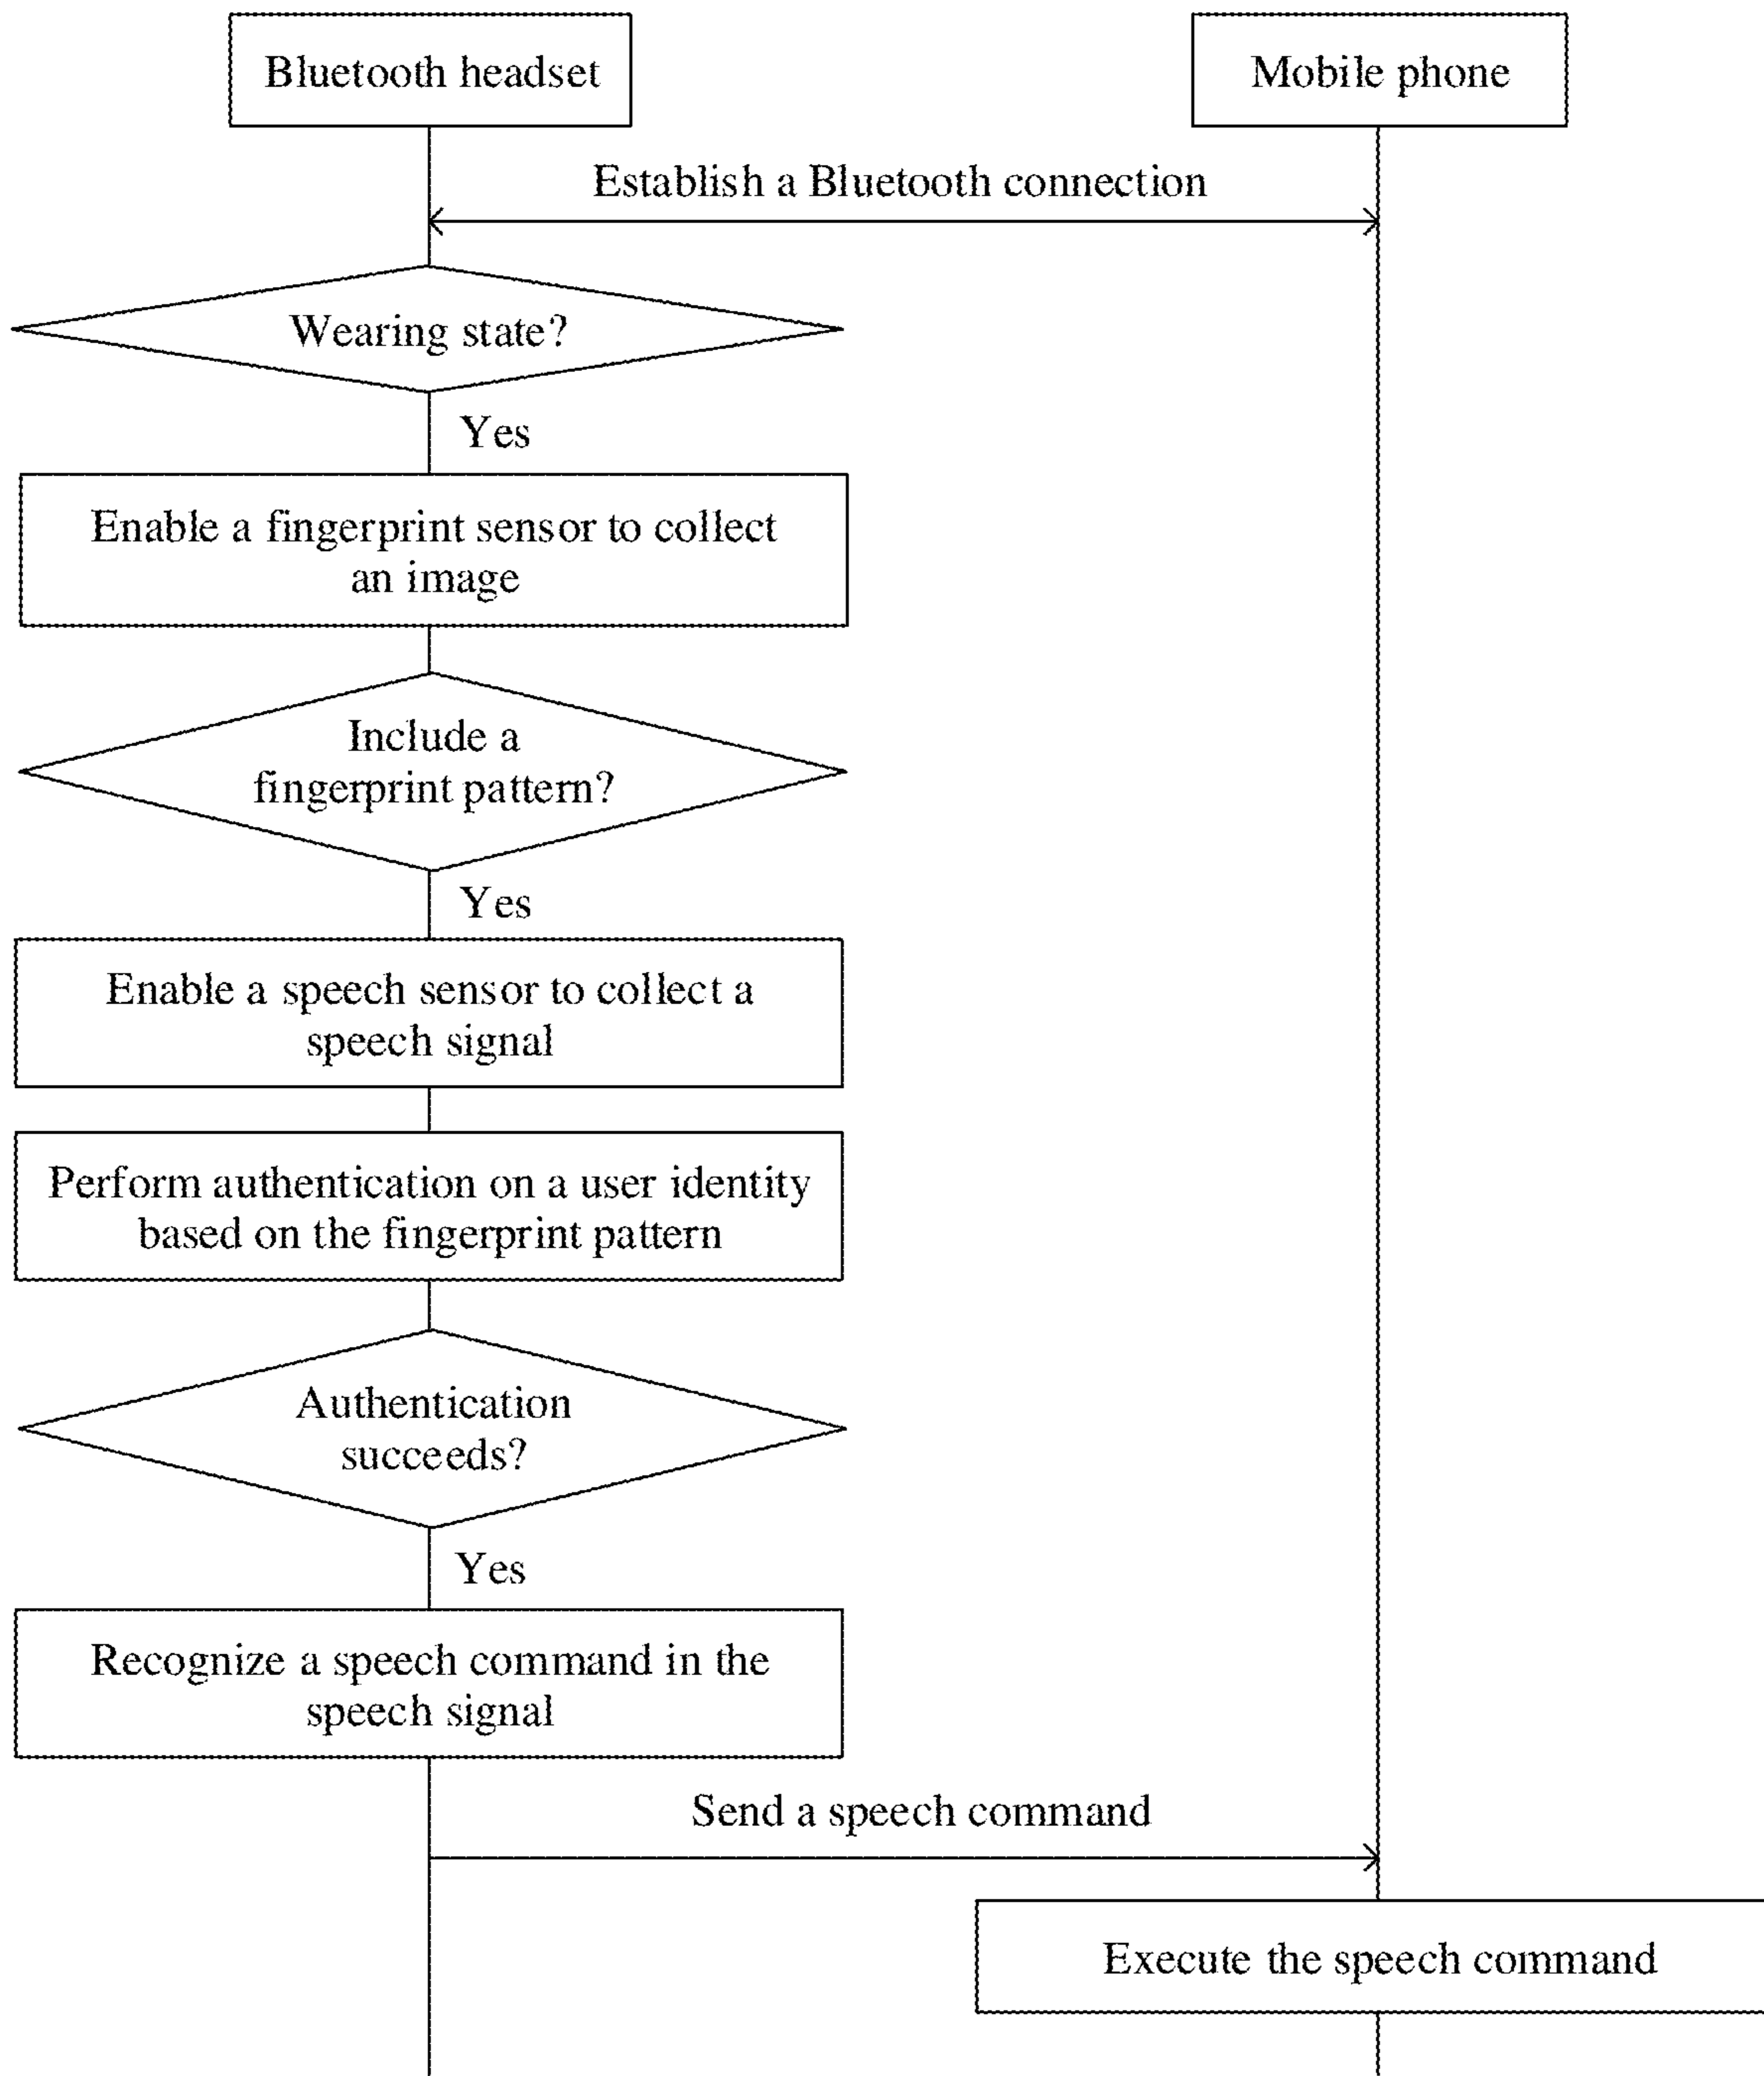 Bluetooth headset
Mobile phone
Establish a Bluetooth connection
Wearing state?
Yes
Enable a fingerprint sensor to collect
an image
Include a
fingerprint pattern?
Yes
Enable a speech sensor to collect a
speech signal
Perform authentication on a user identity
based on the fingerprint pattern
Authentication
succeeds?
Yes
Recognize a speech command in the
speech signal
Send a speech command
Execute the speech command